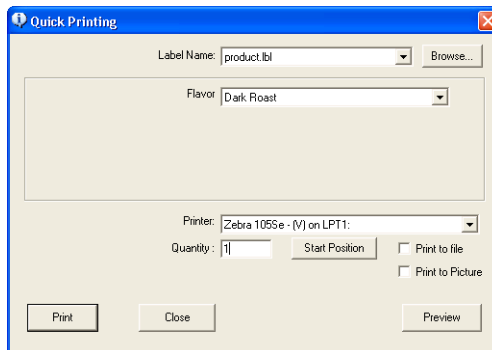 Quick Printing
Label Name: product.lbl Browse...
Flavor Dark Roast
Printer: Zebra 105Se - (V) on LPT1:
Quantity : 1 Start Position Print to file
Print to Picture
Print Close Preview